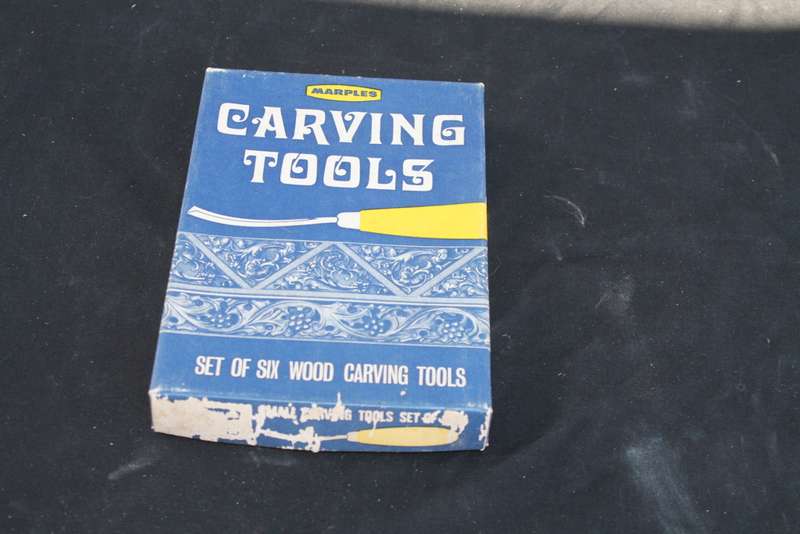 MARPLES
CARVING
TOOLS
SET OF SIX WOOD CARVING TOOLS
SMALL CARVING TOOLS SET OF